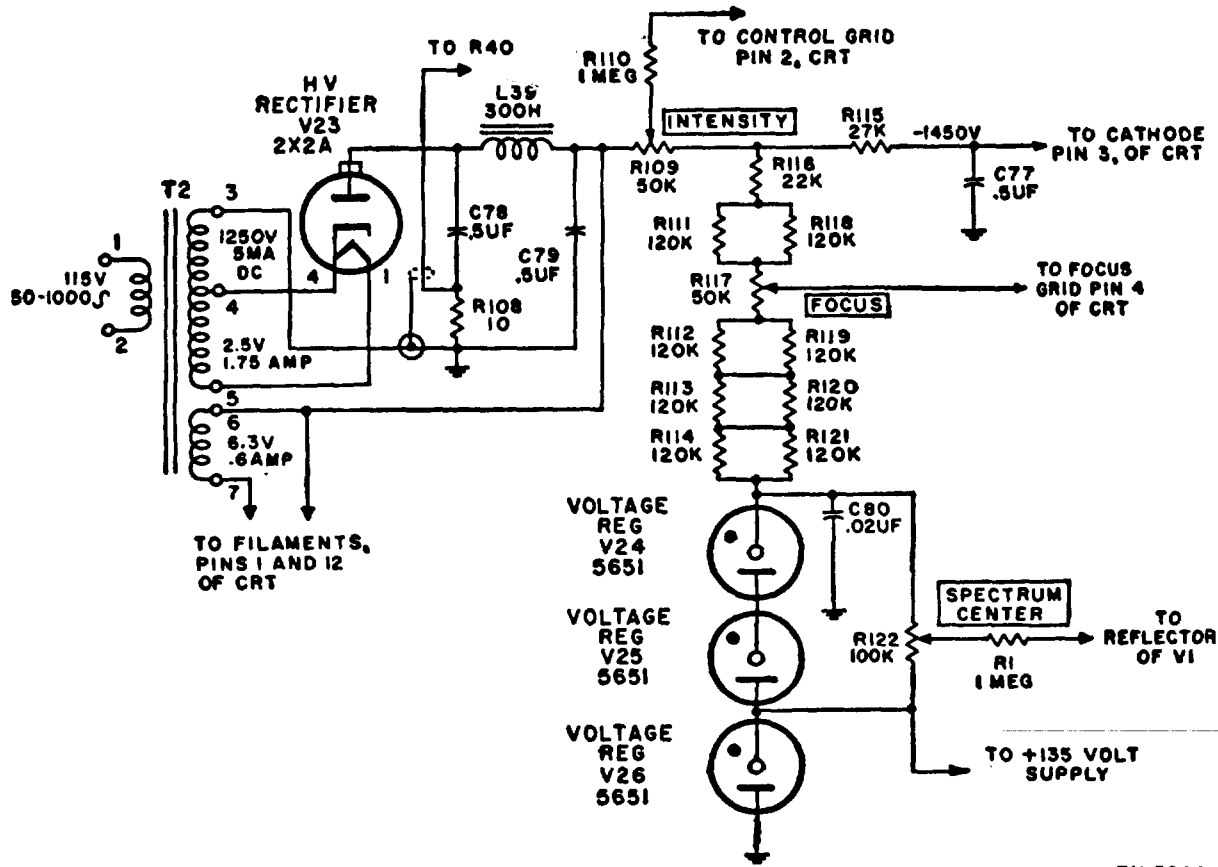 TO CONTROL GRID
PIN 2, CRT
R110
1 MEG
TO R40
HV
RECTIFIER
V23
2X2A
L39
300H
INTENSITY
R109
50K
R115
27K
-1450V
TO CATHODE
PIN 3, OF CRT
C77
.5UF
R116
22K
T2
3
1250V
5MA
DC
4
1
115V
50-1000
2
4
1
C78
.5UF
C79
.5UF
R108
10
R111
120K
R118
120K
R117
50K
FOCUS
TO FOCUS
GRID PIN 4
OF CRT
2.5V
1.75 AMP
5
6
6.3V
.6AMP
7
R112
120K
R119
120K
R113
120K
R120
120K
R114
120K
R121
120K
TO FILAMENTS,
PINS 1 AND 12
OF CRT
VOLTAGE
REG
V24
5651
C80
.02UF
VOLTAGE
REG
V25
5651
SPECTRUM
CENTER
R122
100K
R1
1 MEG
TO
REFLECTOR
OF V1
VOLTAGE
REG
V26
5651
TO +135 VOLT
SUPPLY